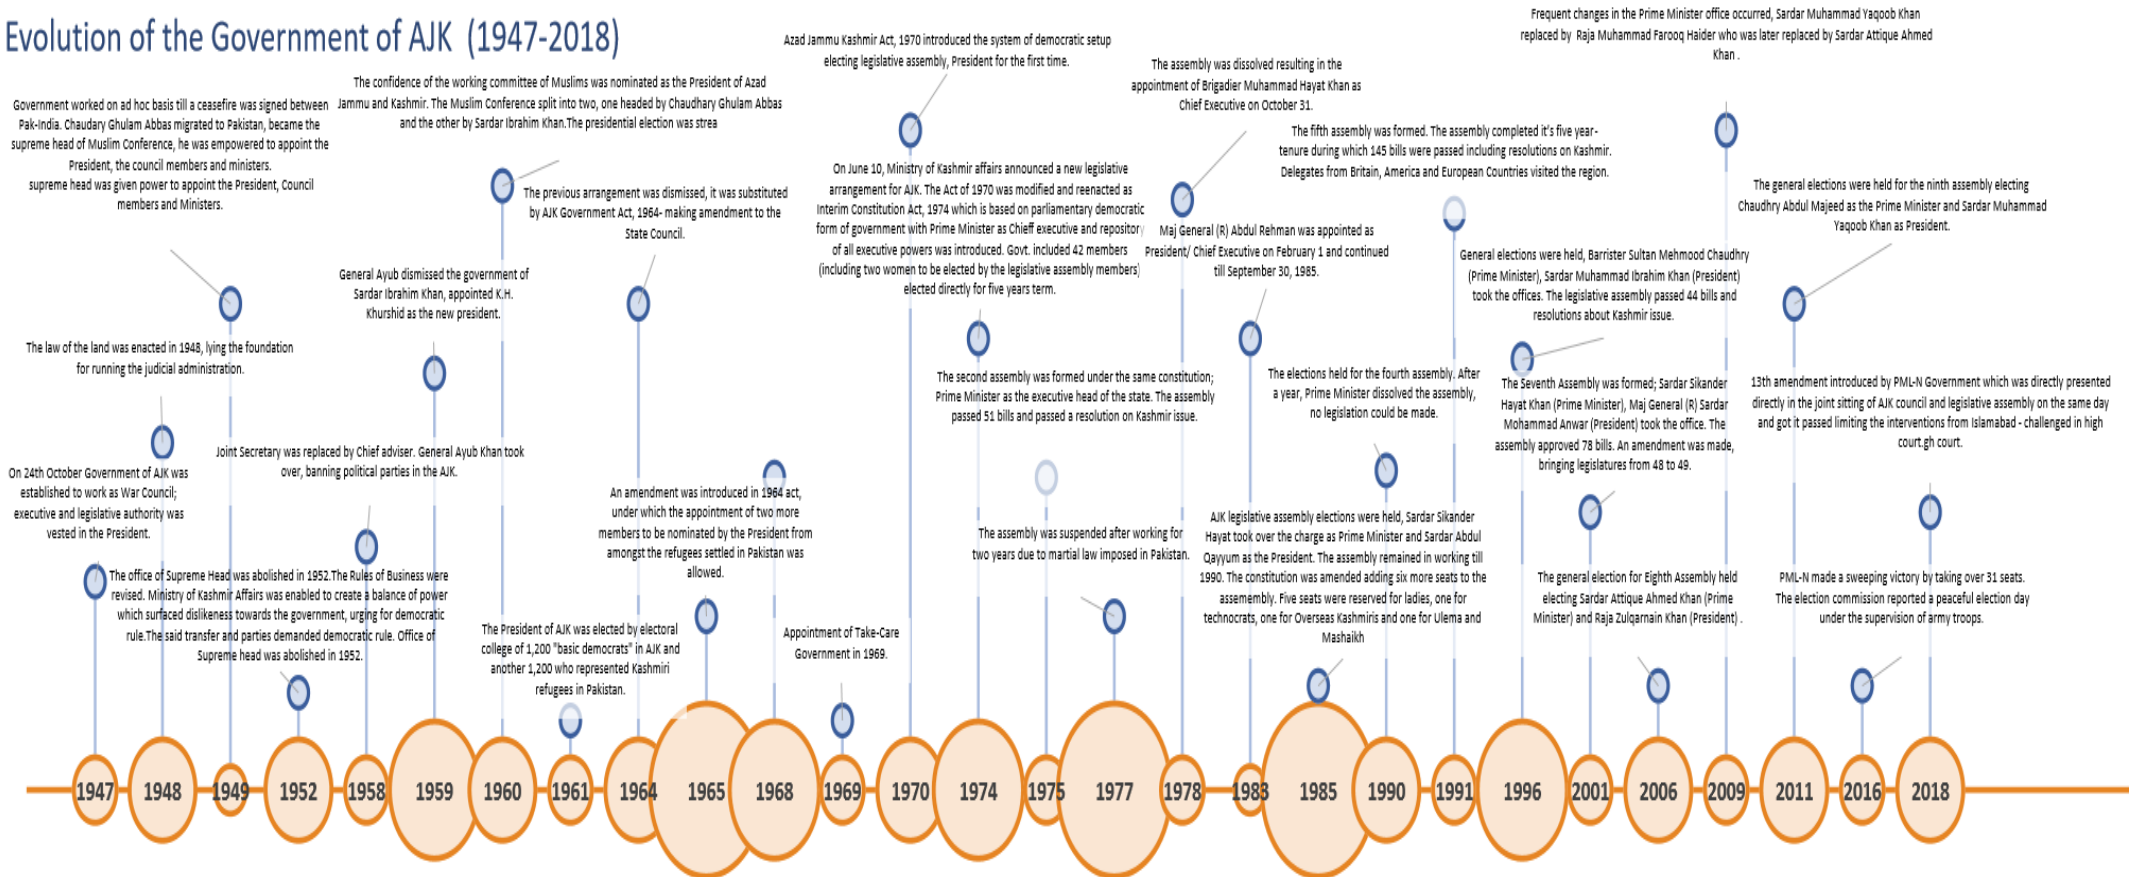 Evolution of the Government of AJK (1947-2018)
Government worked on ad hoc basis till a ceasefire was signed between
Pak-India. Chaudary Ghulam Abbas migrated to Pakistan, became the
supreme head of Muslim Conference, he was empowered to appoint the
President, the council members and ministers.
supreme head was given power to appoint the President, Council
members and Ministers.
The law of the land was enacted in 1948, lying the foundation
for running the judicial administration.
On 24th October Government of AJK was
established to work as War Council;
executive and legislative authority was
vested in the President.
The office of Supreme Head was abolished in 1952.The Rules of Business were
revised. Ministry of Kashmir Affairs was enabled to create a balance of power
which surfaced dislikeness towards the government, urging for democratic
rule.The said transfer and parties demanded democratic rule. Office of
Supreme head was abolished in 1952.
Joint Secretary was replaced by Chief adviser. General Ayub Khan took
over, banning political parties in the AJK.
General Ayub dismissed the government of
Sardar Ibrahim Khan, appointed K.H.
Khurshid as the new president.
The confidence of the working committee of Muslims was nominated as the President of Azad
Jammu and Kashmir. The Muslim Conference split into two, one headed by Chaudhary Ghulam Abbas
and the other by Sardar Ibrahim Khan.The presidential election was strea
The President of AJK was elected by electoral
college of 1,200 "basic democrats" in AJK and
another 1,200 who represented Kashmiri
refugees in Pakistan.
The previous arrangement was dismissed, it was substituted
by AJK Government Act, 1964- making amendment to the
State Council.
An amendment was introduced in 1964 act,
under which the appointment of two more
members to be nominated by the President from
amongst the refugees settled in Pakistan was
allowed.
Appointment of Take-Care
Government in 1969.
Azad Jammu Kashmir Act, 1970 introduced the system of democratic setup
electing legislative assembly, President for the first time.
On June 10, Ministry of Kashmir affairs announced a new legislative
arrangement for AJK. The Act of 1970 was modified and reenacted as
Interim Constitution Act, 1974 which is based on parliamentary democratic
form of government with Prime Minister as Chieff executive and repository
of all executive powers was introduced. Govt. included 42 members
(including two women to be elected by the legislative assembly members)
elected directly for five years term.
The second assembly was formed under the same constitution;
Prime Minister as the executive head of the state. The assembly
passed 51 bills and passed a resolution on Kashmir issue.
The assembly was suspended after working for
two years due to martial law imposed in Pakistan.
The assembly was dissolved resulting in the
appointment of Brigadier Muhammad Hayat Khan as
Chief Executive on October 31.
Maj General (R) Abdul Rehman was appointed as
President/ Chief Executive on February 1 and continued
till September 30, 1985.
AJK legislative assembly elections were held, Sardar Sikander
Hayat took over the charge as Prime Minister and Sardar Abdul
Qayyum as the President. The assembly remained in working till
1990. The constitution was amended adding six more seats to the
assemembly. Five seats were reserved for ladies, one for
technocrats, one for Overseas Kashmiris and one for Ulema and
Mashaikh
The elections held for the fourth assembly. After
a year, Prime Minister dissolved the assembly,
no legislation could be made.
The fifth assembly was formed. The assembly completed it's five year-
tenure during which 145 bills were passed including resolutions on Kashmir.
Delegates from Britain, America and European Countries visited the region.
General elections were held, Barrister Sultan Mehmood Chaudhry
(Prime Minister), Sardar Muhammad Ibrahim Khan (President)
took the offices. The legislative assembly passed 44 bills and
resolutions about Kashmir issue.
The Seventh Assembly was formed; Sardar Sikander
Hayat Khan (Prime Minister), Maj General (R) Sardar
Mohammad Anwar (President) took the office. The
assembly approved 78 bills. An amendment was made,
bringing legislatures from 48 to 49.
The general election for Eighth Assembly held
electing Sardar Attique Ahmed Khan (Prime
Minister) and Raja Zulqarnain Khan (President) .
Frequent changes in the Prime Minister office occurred, Sardar Muhammad Yaqoob Khan
replaced by Raja Muhammad Farooq Haider who was later replaced by Sardar Attique Ahmed
Khan .
The general elections were held for the ninth assembly electing
Chaudhry Abdul Majeed as the Prime Minister and Sardar Muhammad
Yaqoob Khan as President.
13th amendment introduced by PML-N Government which was directly presented
directly in the joint sitting of AJK council and legislative assembly on the same day
and got it passed limiting the interventions from Islamabad - challenged in high
court.gh court.
PML-N made a sweeping victory by taking over 31 seats.
The election commission reported a peaceful election day
under the supervision of army troops.
1947 1948 1949 1952 1958 1959 1960 1961 1964 1965 1968 1969 1970 1974 1975 1977 1978 1983 1985 1990 1991 1996 2001 2006 2009 2011 2016 2018